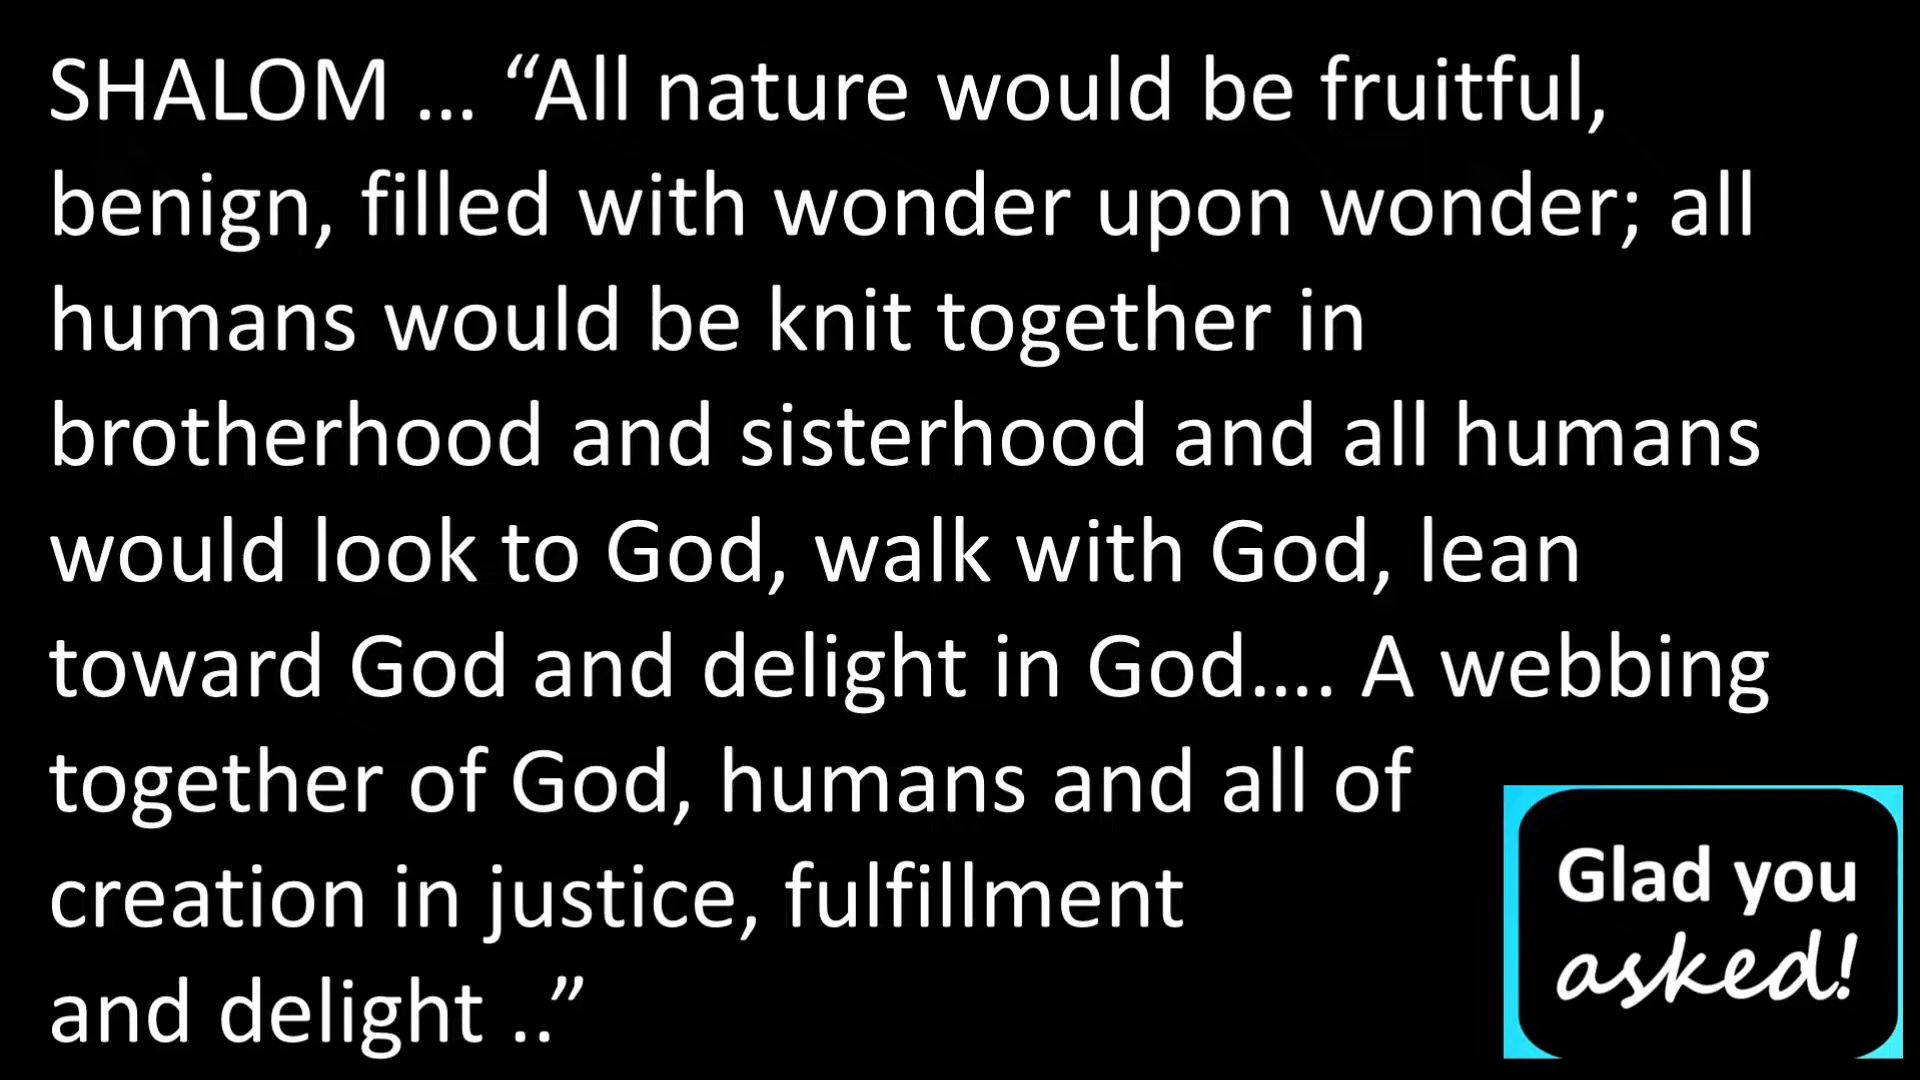 SHALOM … “All nature would be fruitful,
benign, filled with wonder upon wonder; all
humans would be knit together in
brotherhood and sisterhood and all humans
would look to God, walk with God, lean
toward God and delight in God…. A webbing
together of God, humans and all of
creation in justice, fulfillment
and delight ..”
Glad you
asked!